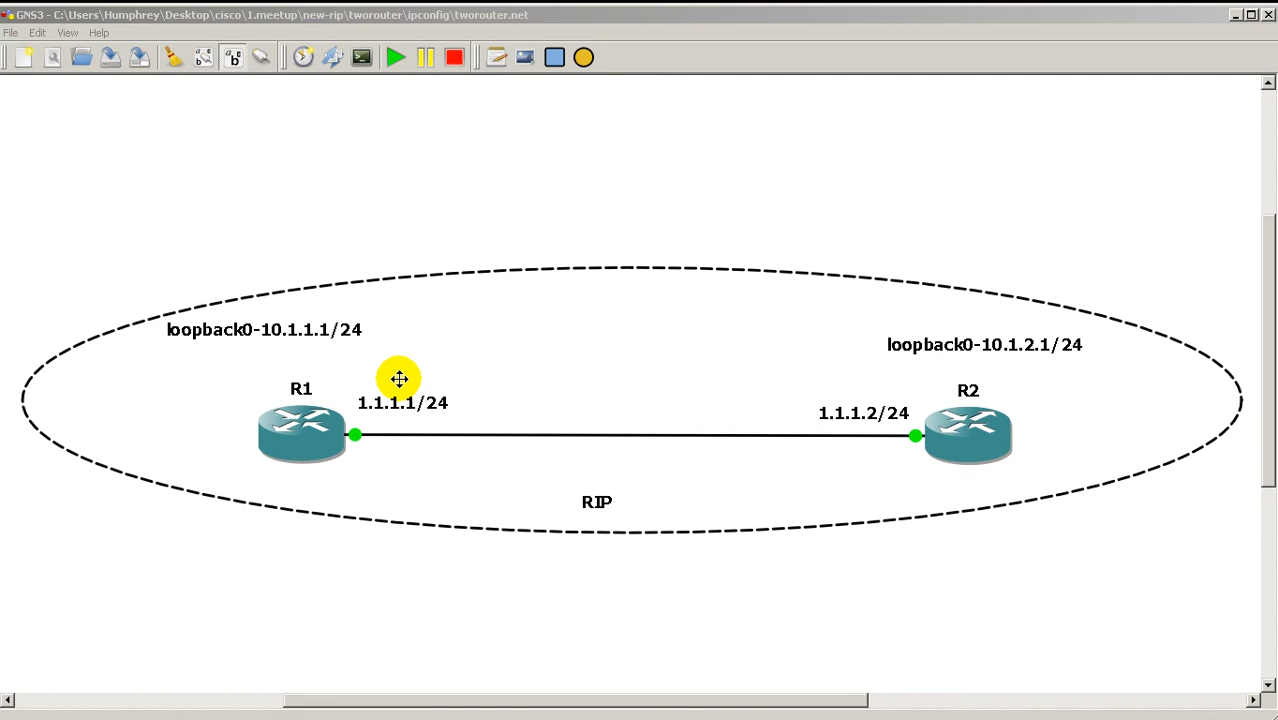 GNS3 - C:\Users\Humphrey\Desktop\cisco\1.meetup\new-rip\tworouter\ipconfig\tworouter.net
File Edit View Help
loopback0-10.1.1.1/24
loopback0-10.1.2.1/24
R1
R2
1.1.1.1/24
1.1.1.2/24
RIP